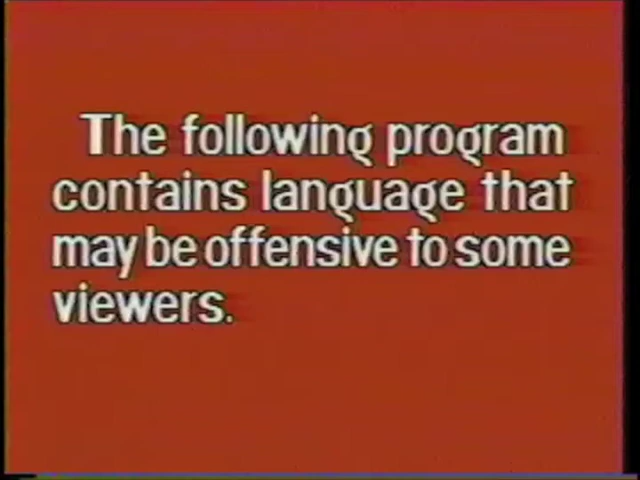 The following program
contains language that
may be offensive to some
viewers.